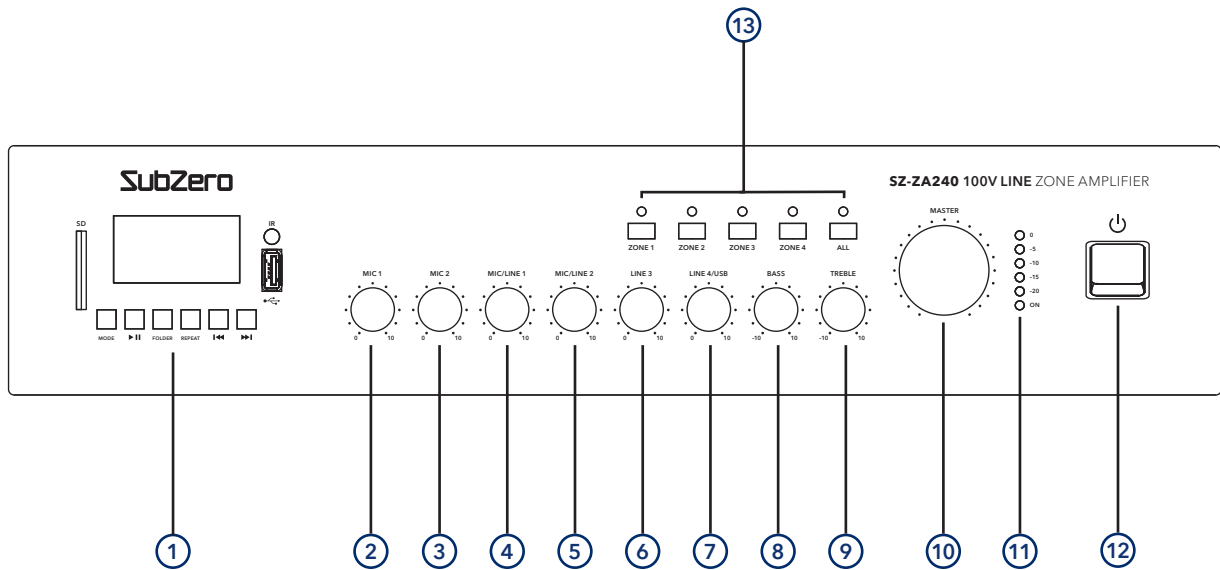 13
SubZero
SZ-ZA240 100V LINE ZONE AMPLIFIER
SD
IR
MODE
FOLDER
REPEAT
ZONE 1
ZONE 2
ZONE 3
ZONE 4
ALL
MIC 1
0 10
MIC 2
0 10
MIC/LINE 1
0 10
MIC/LINE 2
0 10
LINE 3
0 10
LINE 4/USB
0 10
BASS
-10 10
TREBLE
-10 10
MASTER
0
-5
-10
-15
-20
ON
1
2
3
4
5
6
7
8
9
10
11
12